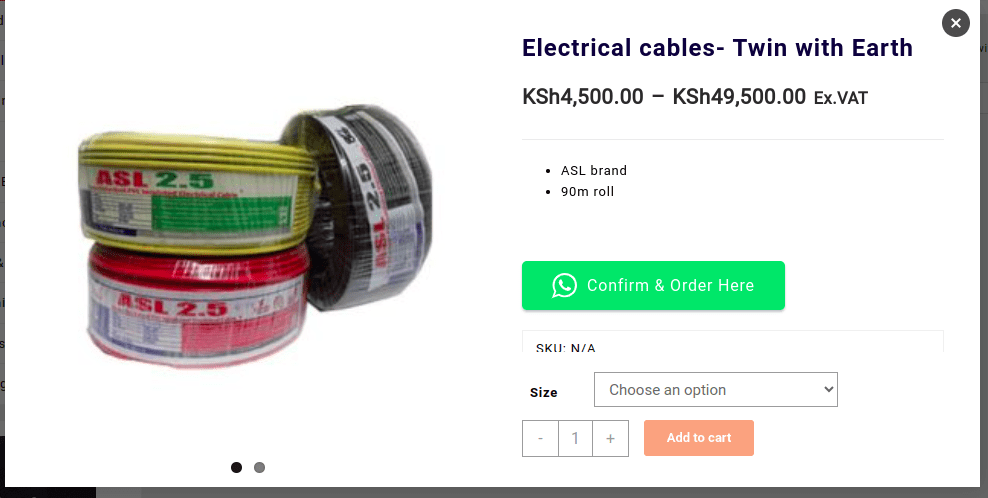 Electrical cables- Twin with Earth
KSh4,500.00 – KSh49,500.00 Ex.VAT
ASL brand
90m roll
ASL 2.5
ASL 2.5
ASL 2.5
Confirm & Order Here
SKU: N/A
Size
Choose an option
- 1 +
Add to cart